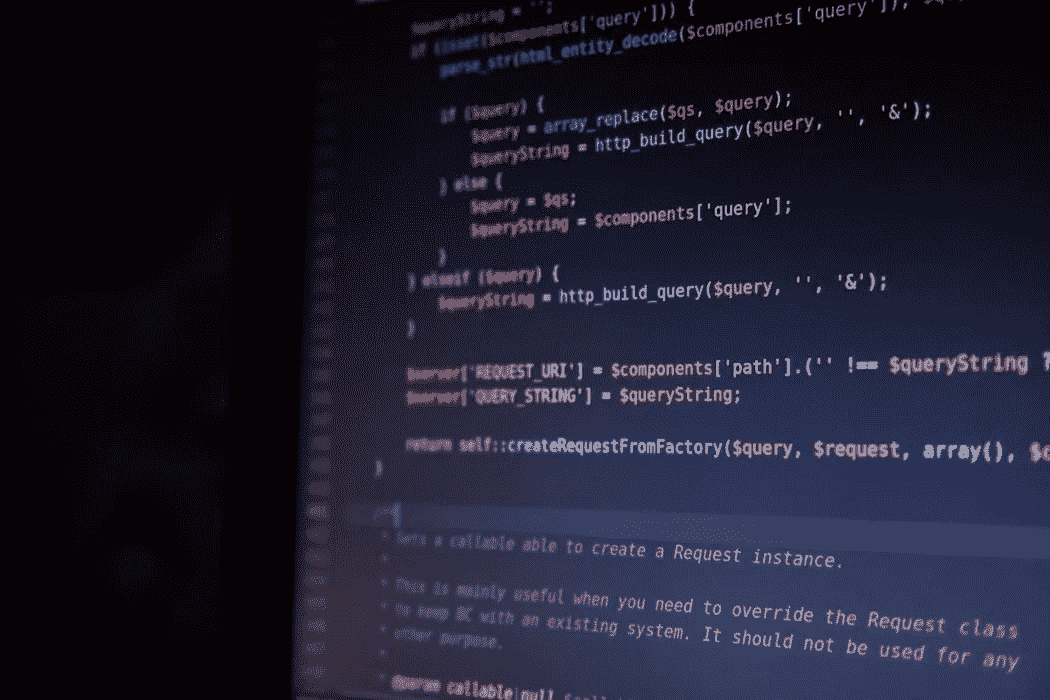 $queryString = '';
if (isset($components['query'])) {
parse_str(html_entity_decode($components['query']),
if ($query) {
$query = array_replace($qs, $query);
$queryString = http_build_query($query, '', '&');
} else {
$query = $qs;
$queryString = $components['query'];
}
} elseif ($query) {
$queryString = http_build_query($query, '', '&');
}
$server['REQUEST_URI'] = $components['path'].('' !== $queryString ?
$server['QUERY_STRING'] = $queryString;
return self::createRequestFromFactory($query, $request, array(),
}
/**
* Sets a callable able to create a Request instance.
*
* This is mainly useful when you need to override the Request class
* to keep BC with an existing system. It should not be used for any
* other purpose.
*
* @param callable|null